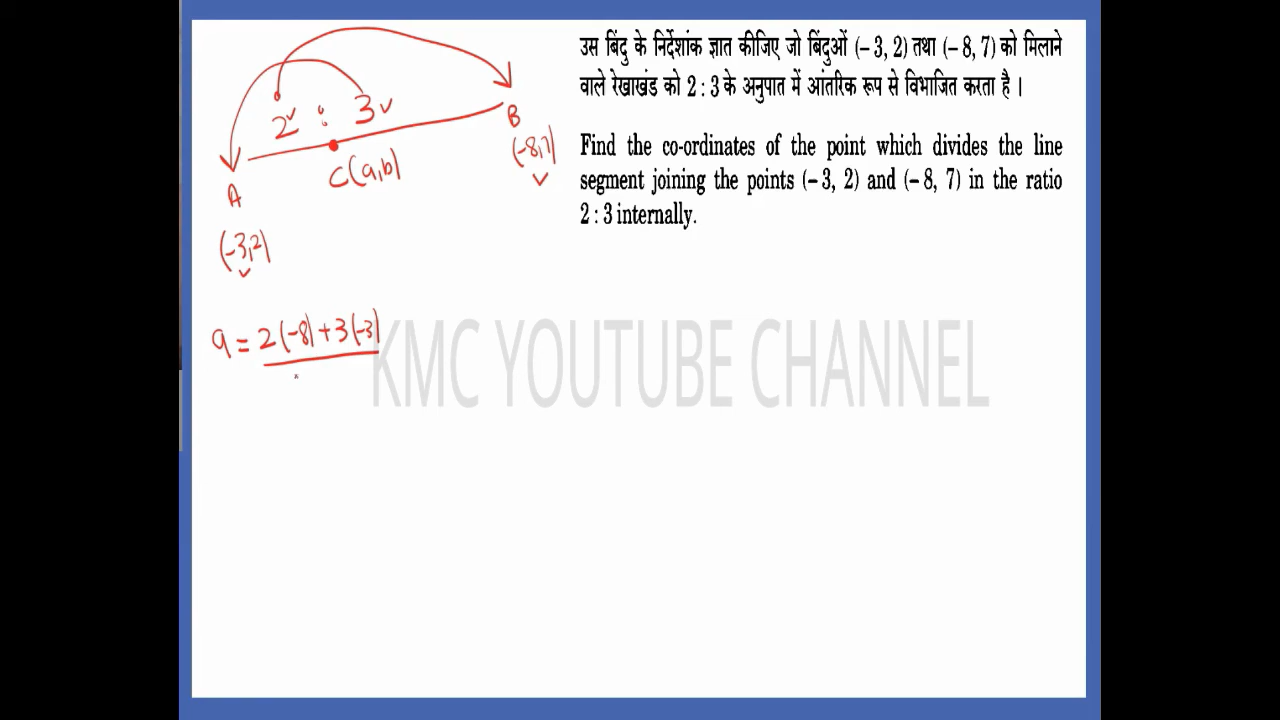 उस बिंदु के निर्देशांक ज्ञात कीजिए जो बिंदुओं (– 3, 2) तथा (– 8, 7) को मिलाने
वाले रेखाखंड को 2 : 3 के अनुपात में आंतरिक रूप से विभाजित करता है ।
Find the co-ordinates of the point which divides the line
segment joining the points (– 3, 2) and (– 8, 7) in the ratio
2 : 3 internally.
2 : 3
A
B
C(a,b)
(-8,7)
(-3,2)
a = 2(-8)+3(-3)
KMC YOUTUBE CHANNEL